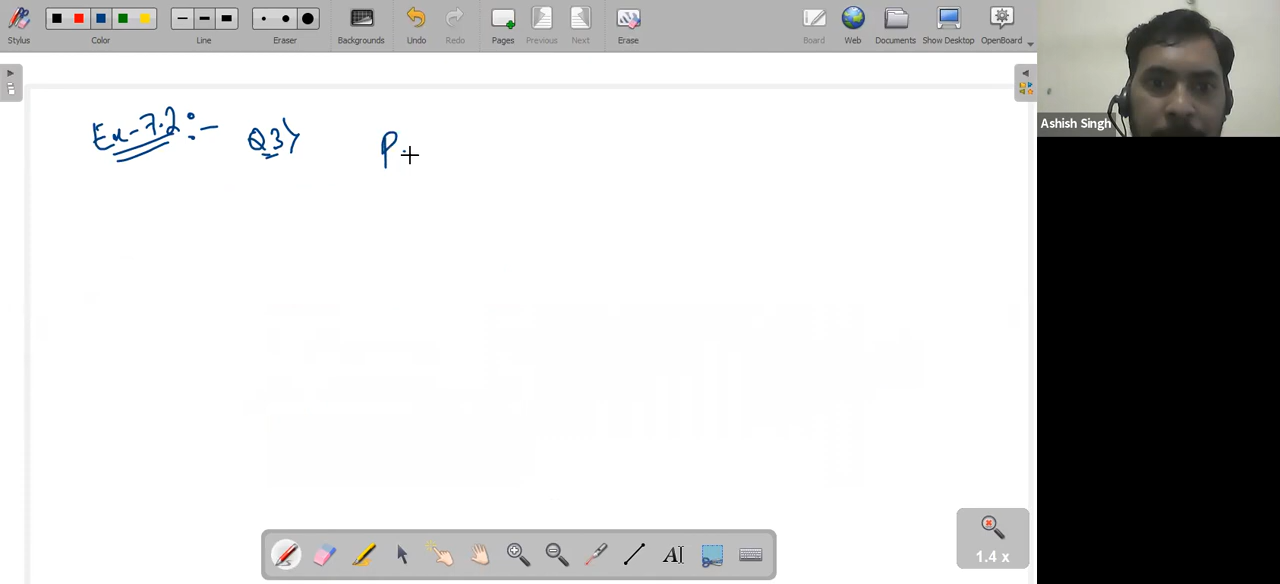 Stylus Color Line Eraser Backgrounds Undo Redo Pages Previous Next Erase Board Web Documents Show Desktop OpenBoard
Ashish Singh
Ex-7.2:- Q3) P
AI
1.4 x